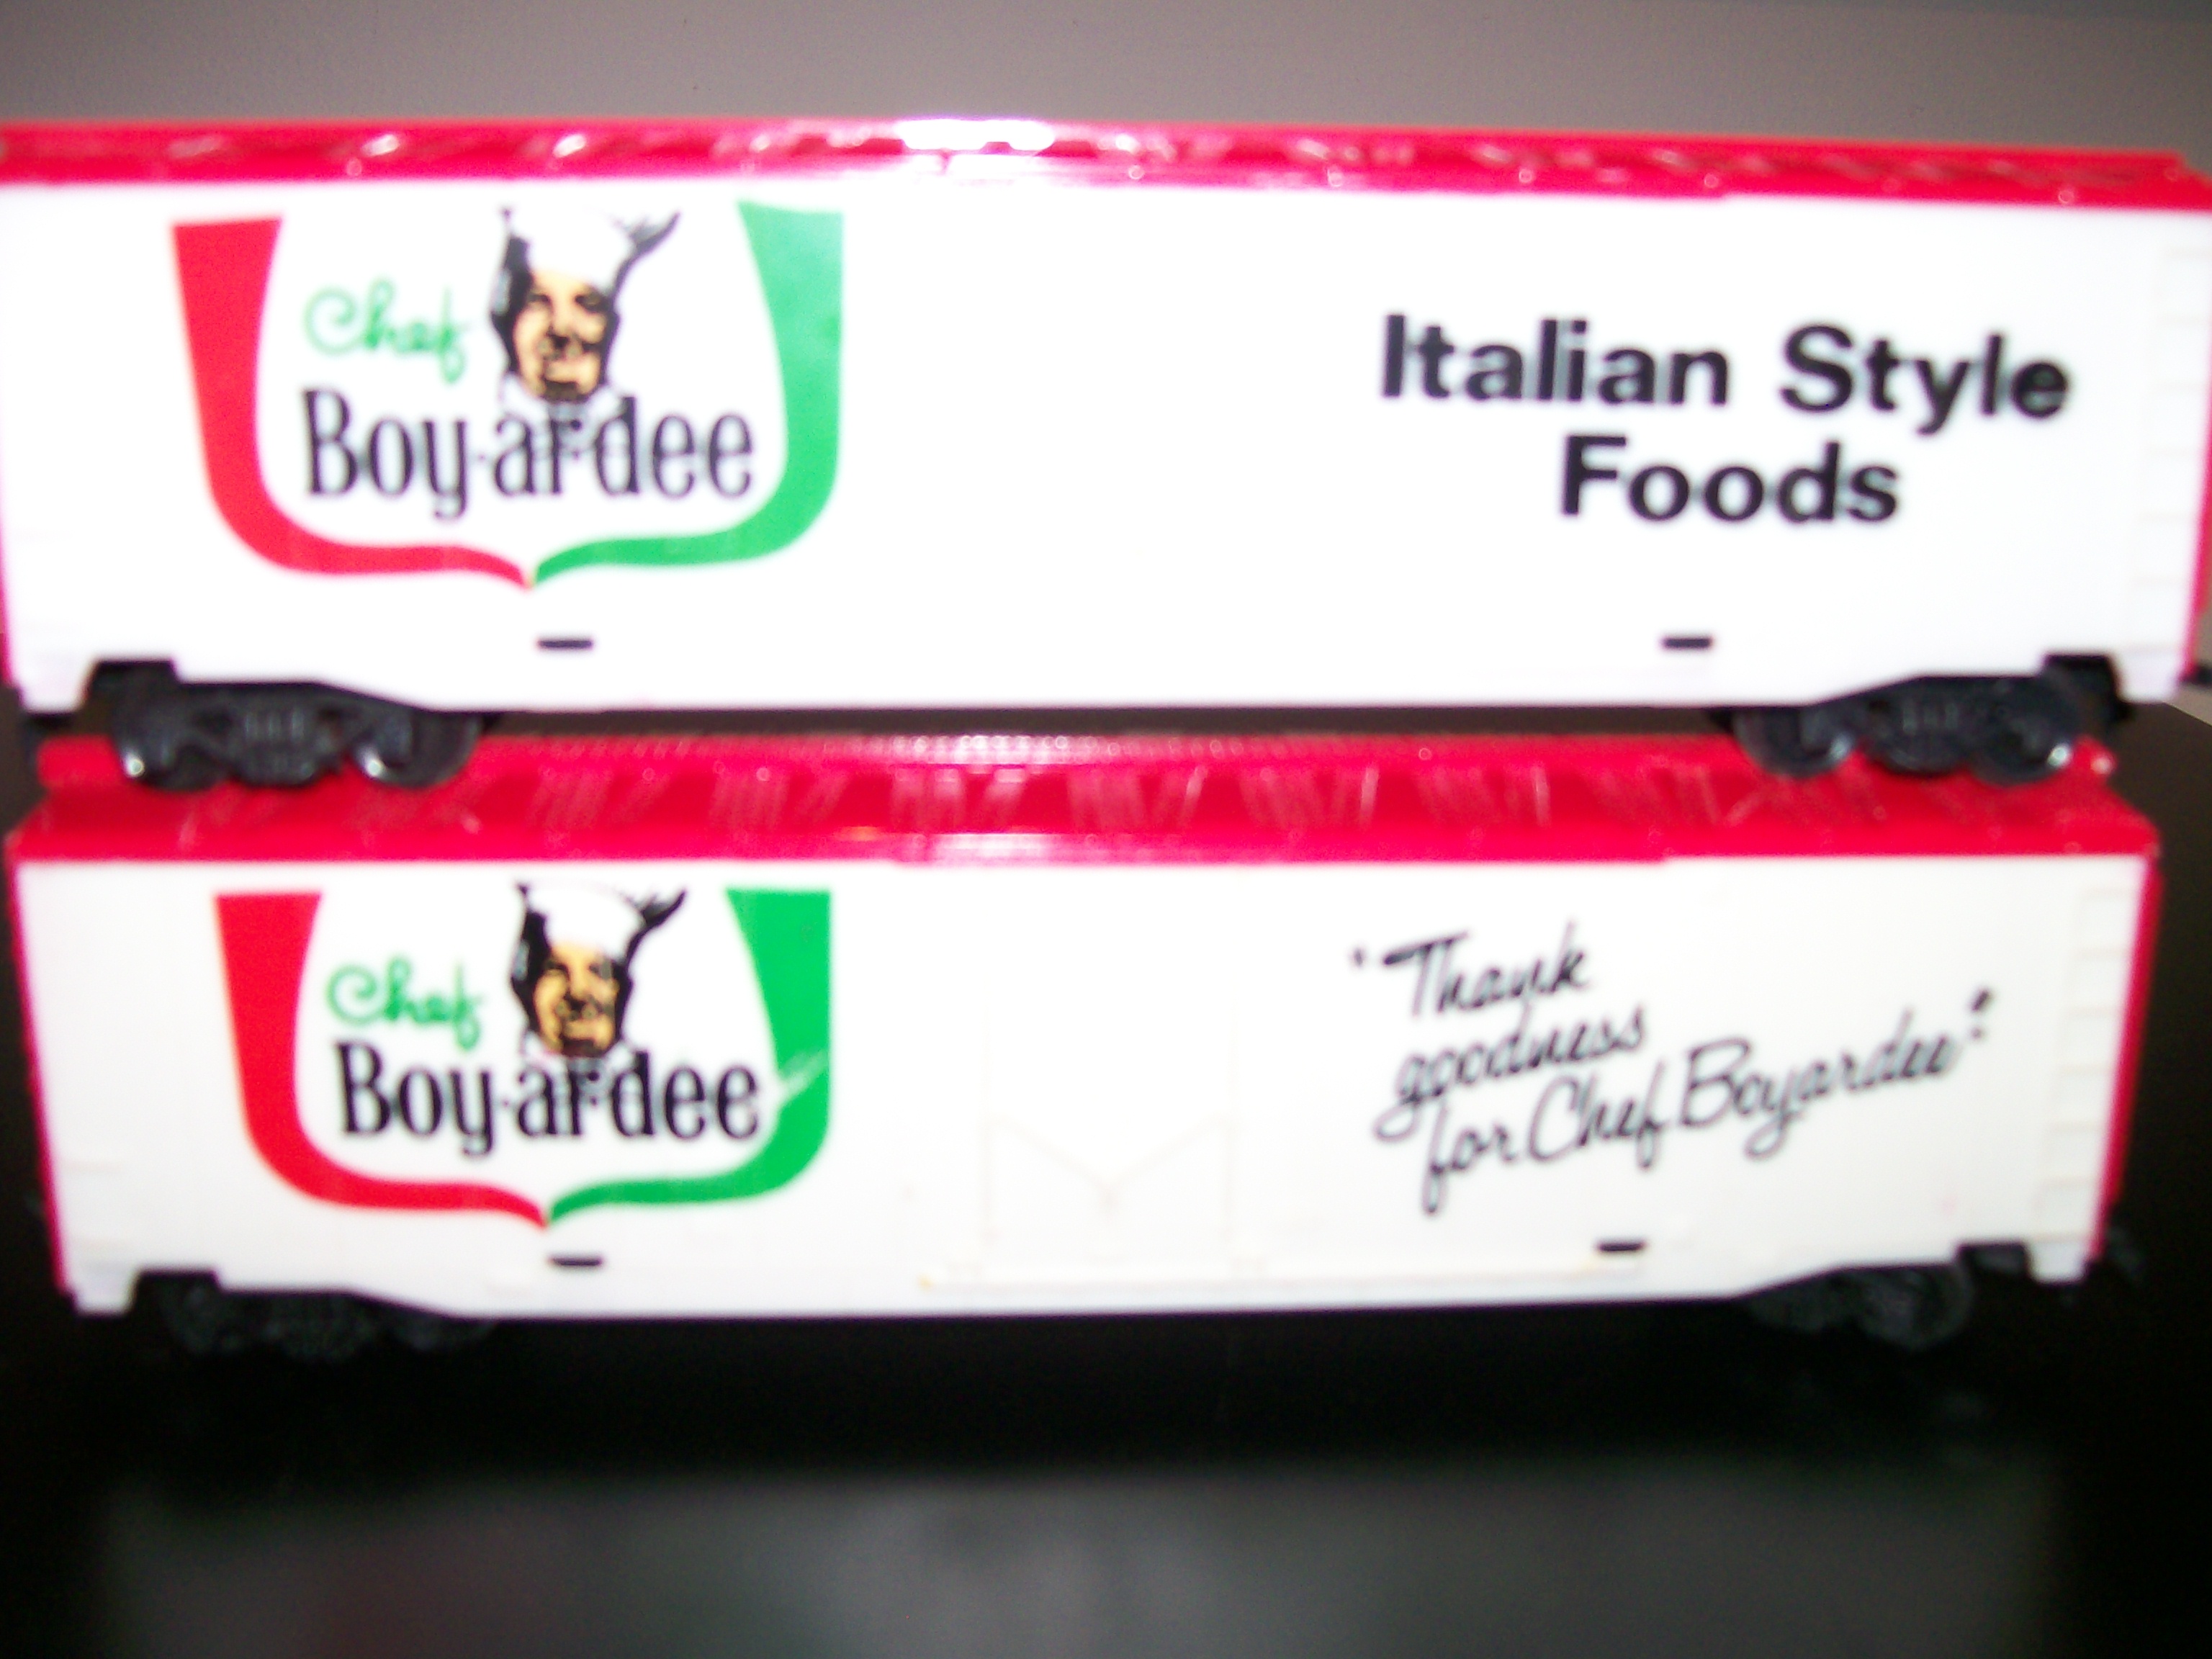 Chef
Boy-ar-dee
Italian Style
Foods
Chef
Boy-ar-dee
"Thank
goodness
for Chef Boyardee."